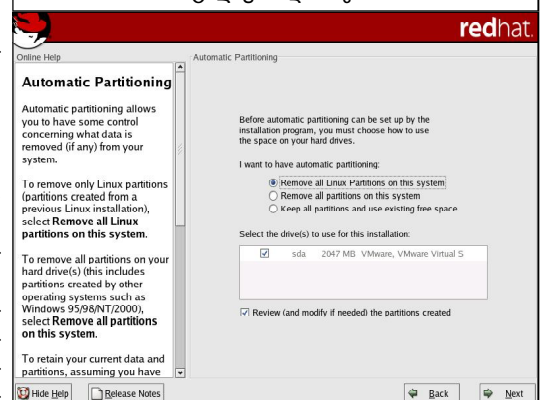 redhat.
Online Help
Automatic Partitioning
Automatic partitioning allows
you to have some control
concerning what data is
removed (if any) from your
system.
To remove only Linux partitions
(partitions created from a
previous Linux installation),
select Remove all Linux
partitions on this system.
To remove all partitions on your
hard drive(s) (this includes
partitions created by other
operating systems such as
Windows 95/98/NT/2000),
select Remove all partitions
on this system.
To retain your current data and
partitions, assuming you have
Automatic Partitioning
Before automatic partitioning can be set up by the
installation program, you must choose how to use
the space on your hard drives.
I want to have automatic partitioning:
Remove all Linux Partitions on this system
Remove all partitions on this system
Keep all partitions and use existing free space
Select the drive(s) to use for this installation:
sda 2047 MB VMware, VMware Virtual S
Review (and modify if needed) the partitions created
Hide Help
Release Notes
Back
Next